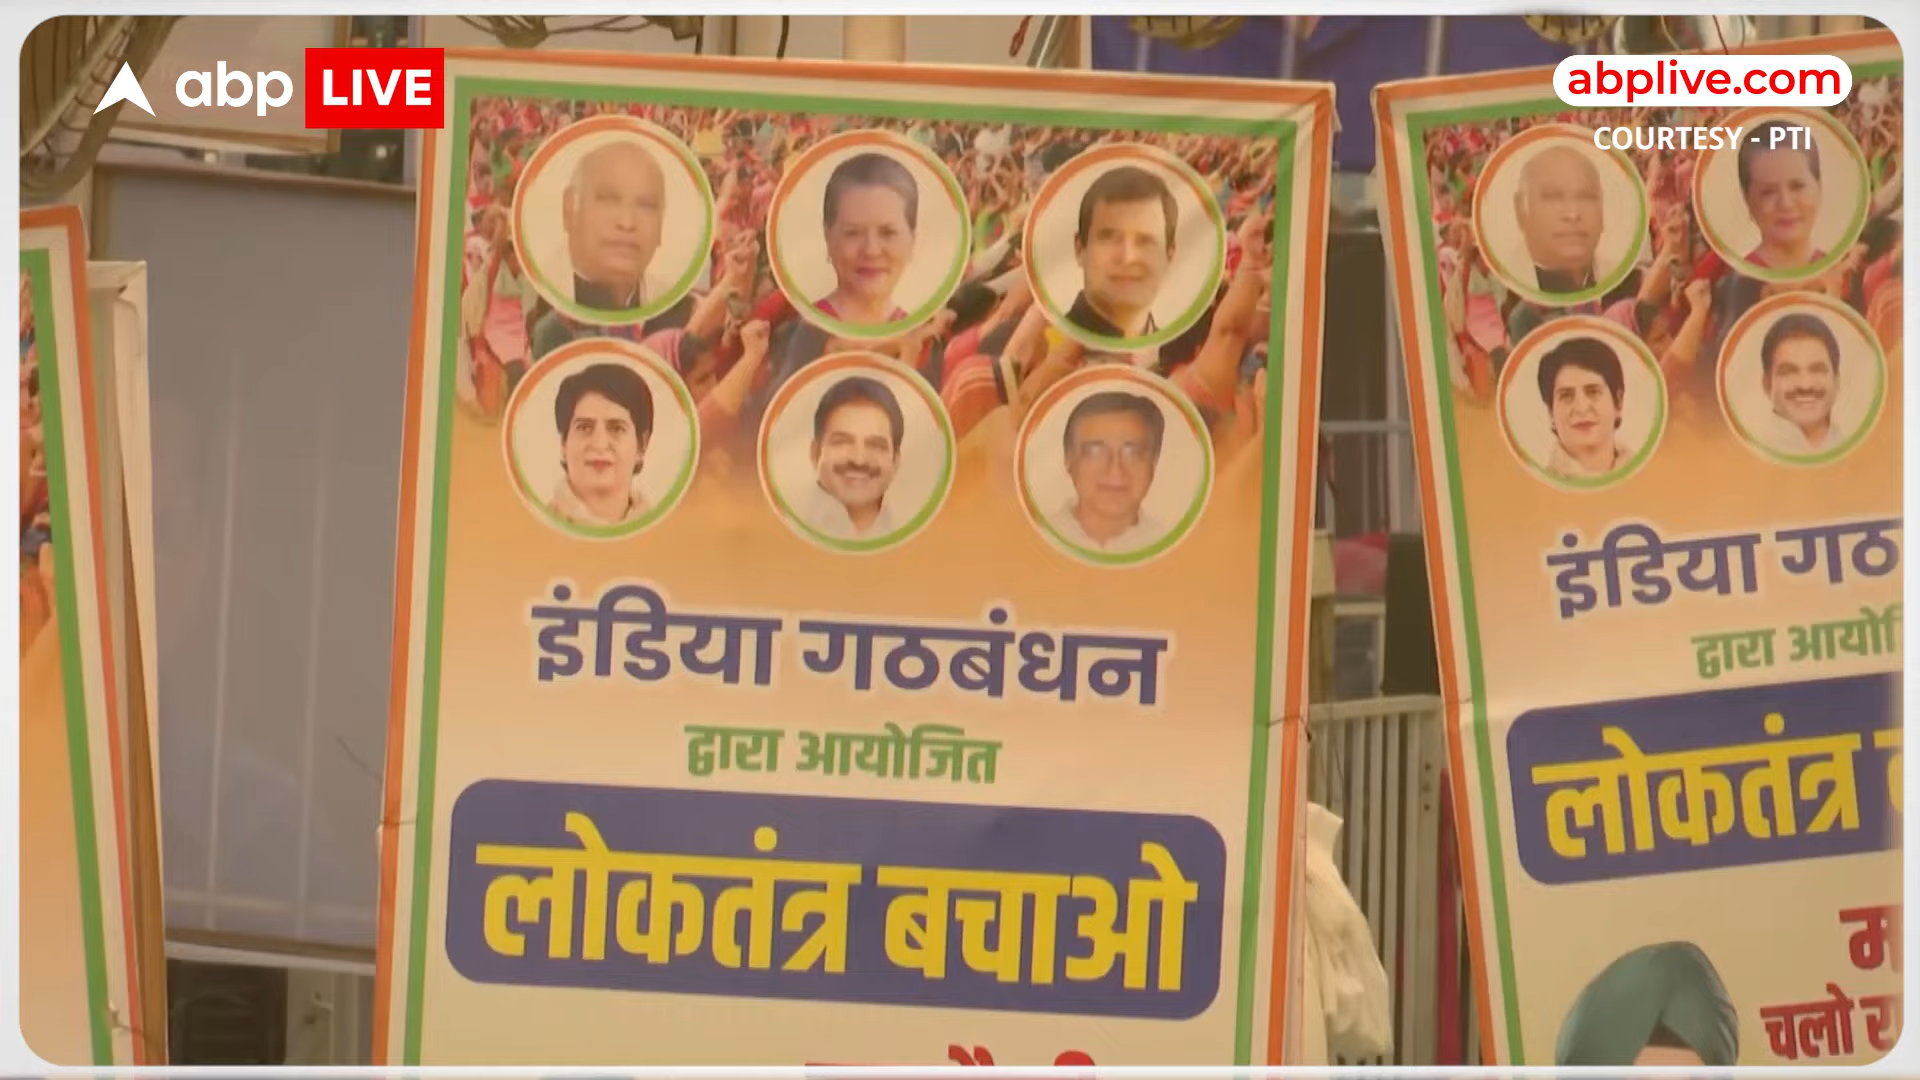 abp LIVE
abplive.com
COURTESY - PTI
इंडिया गठबंधन
द्वारा आयोजित
लोकतंत्र बचाओ
इंडिया गठ
द्वारा आयोजि
लोकतंत्र
चलो